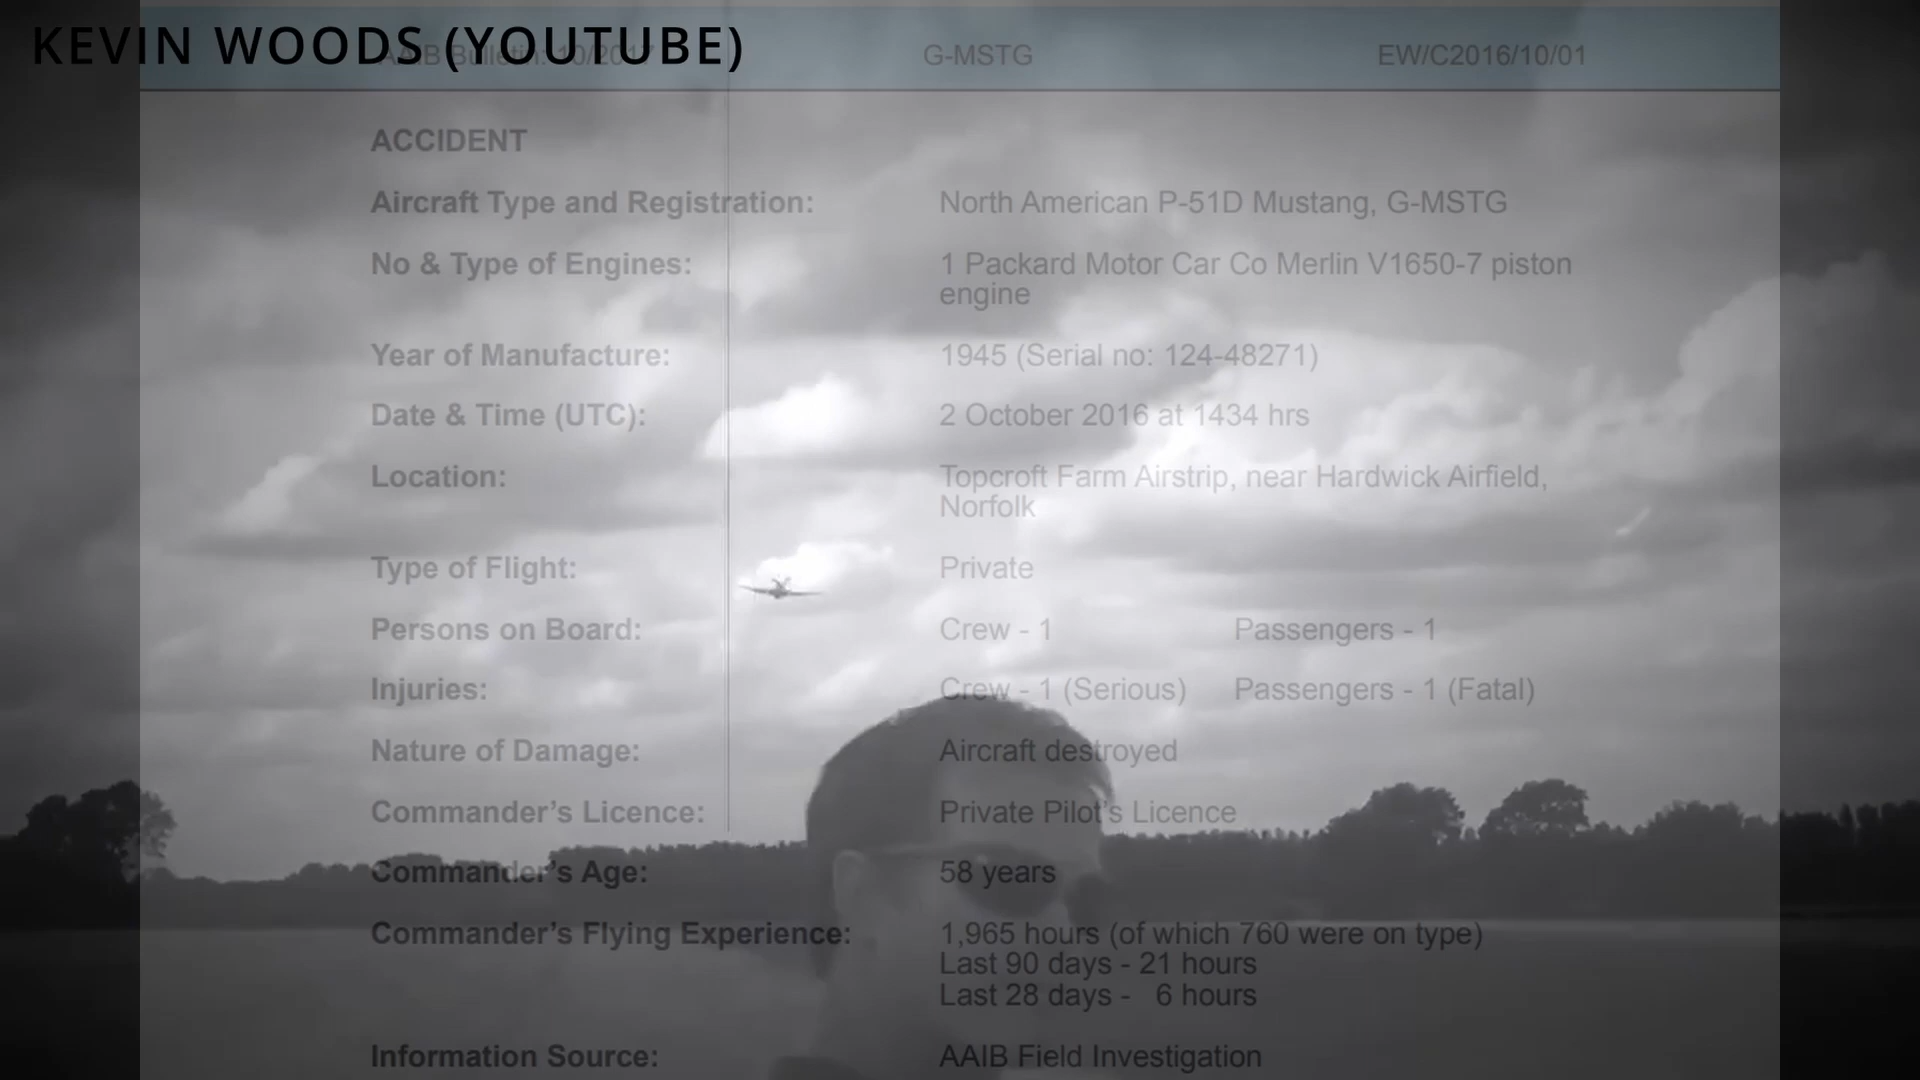 KEVIN WOODS (YOUTUBE)
AAIB Bulletin: 10/2017 G-MSTG EW/C2016/10/01
ACCIDENT
Aircraft Type and Registration: North American P-51D Mustang, G-MSTG
No & Type of Engines: 1 Packard Motor Car Co Merlin V1650-7 piston
engine
Year of Manufacture: 1945 (Serial no: 124-48271)
Date & Time (UTC): 2 October 2016 at 1434 hrs
Location: Topcroft Farm Airstrip, near Hardwick Airfield,
Norfolk
Type of Flight: Private
Persons on Board: Crew - 1 Passengers - 1
Injuries: Crew - 1 (Serious) Passengers - 1 (Fatal)
Nature of Damage: Aircraft destroyed
Commander’s Licence: Private Pilot’s Licence
Commander’s Age: 58 years
Commander’s Flying Experience: 1,965 hours (of which 760 were on type)
Last 90 days - 21 hours
Last 28 days - 6 hours
Information Source: AAIB Field Investigation